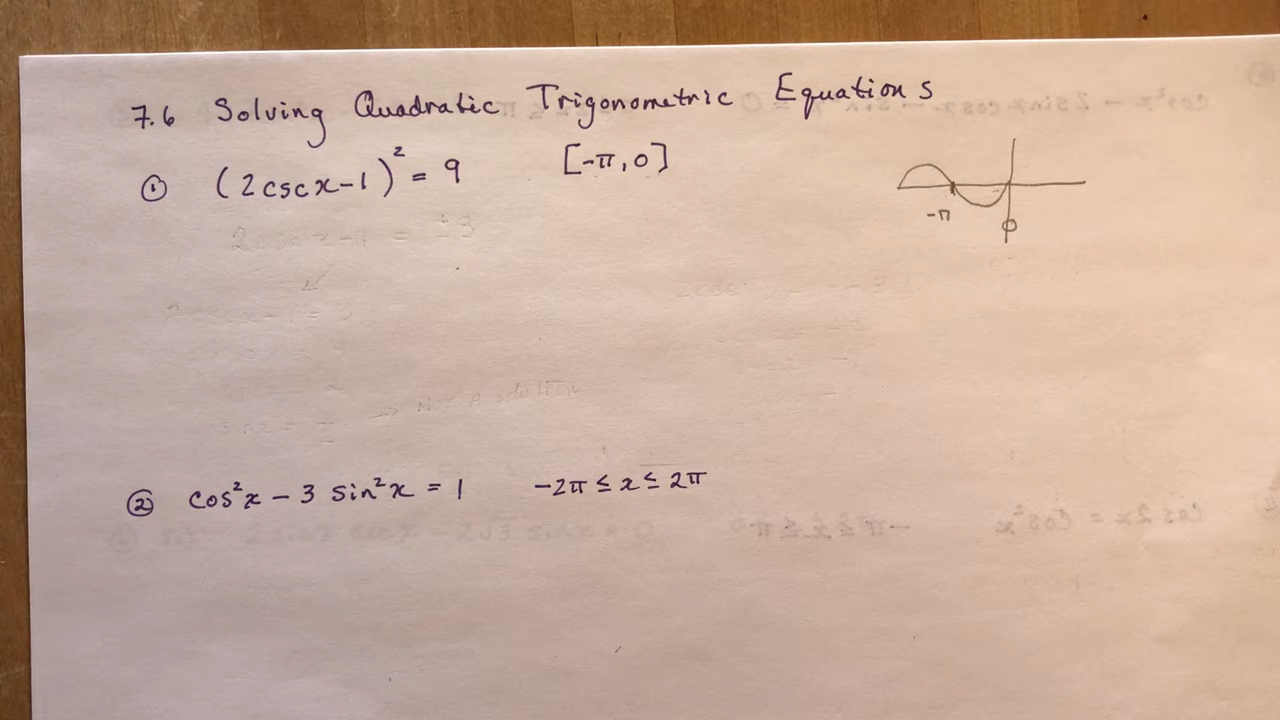 7.6 Solving Quadratic Trigonometric Equations
① (2cscx-1)² = 9 [-π, 0]
-π
0
② cos²x - 3 sin²x = 1 -2π ≤ x ≤ 2π